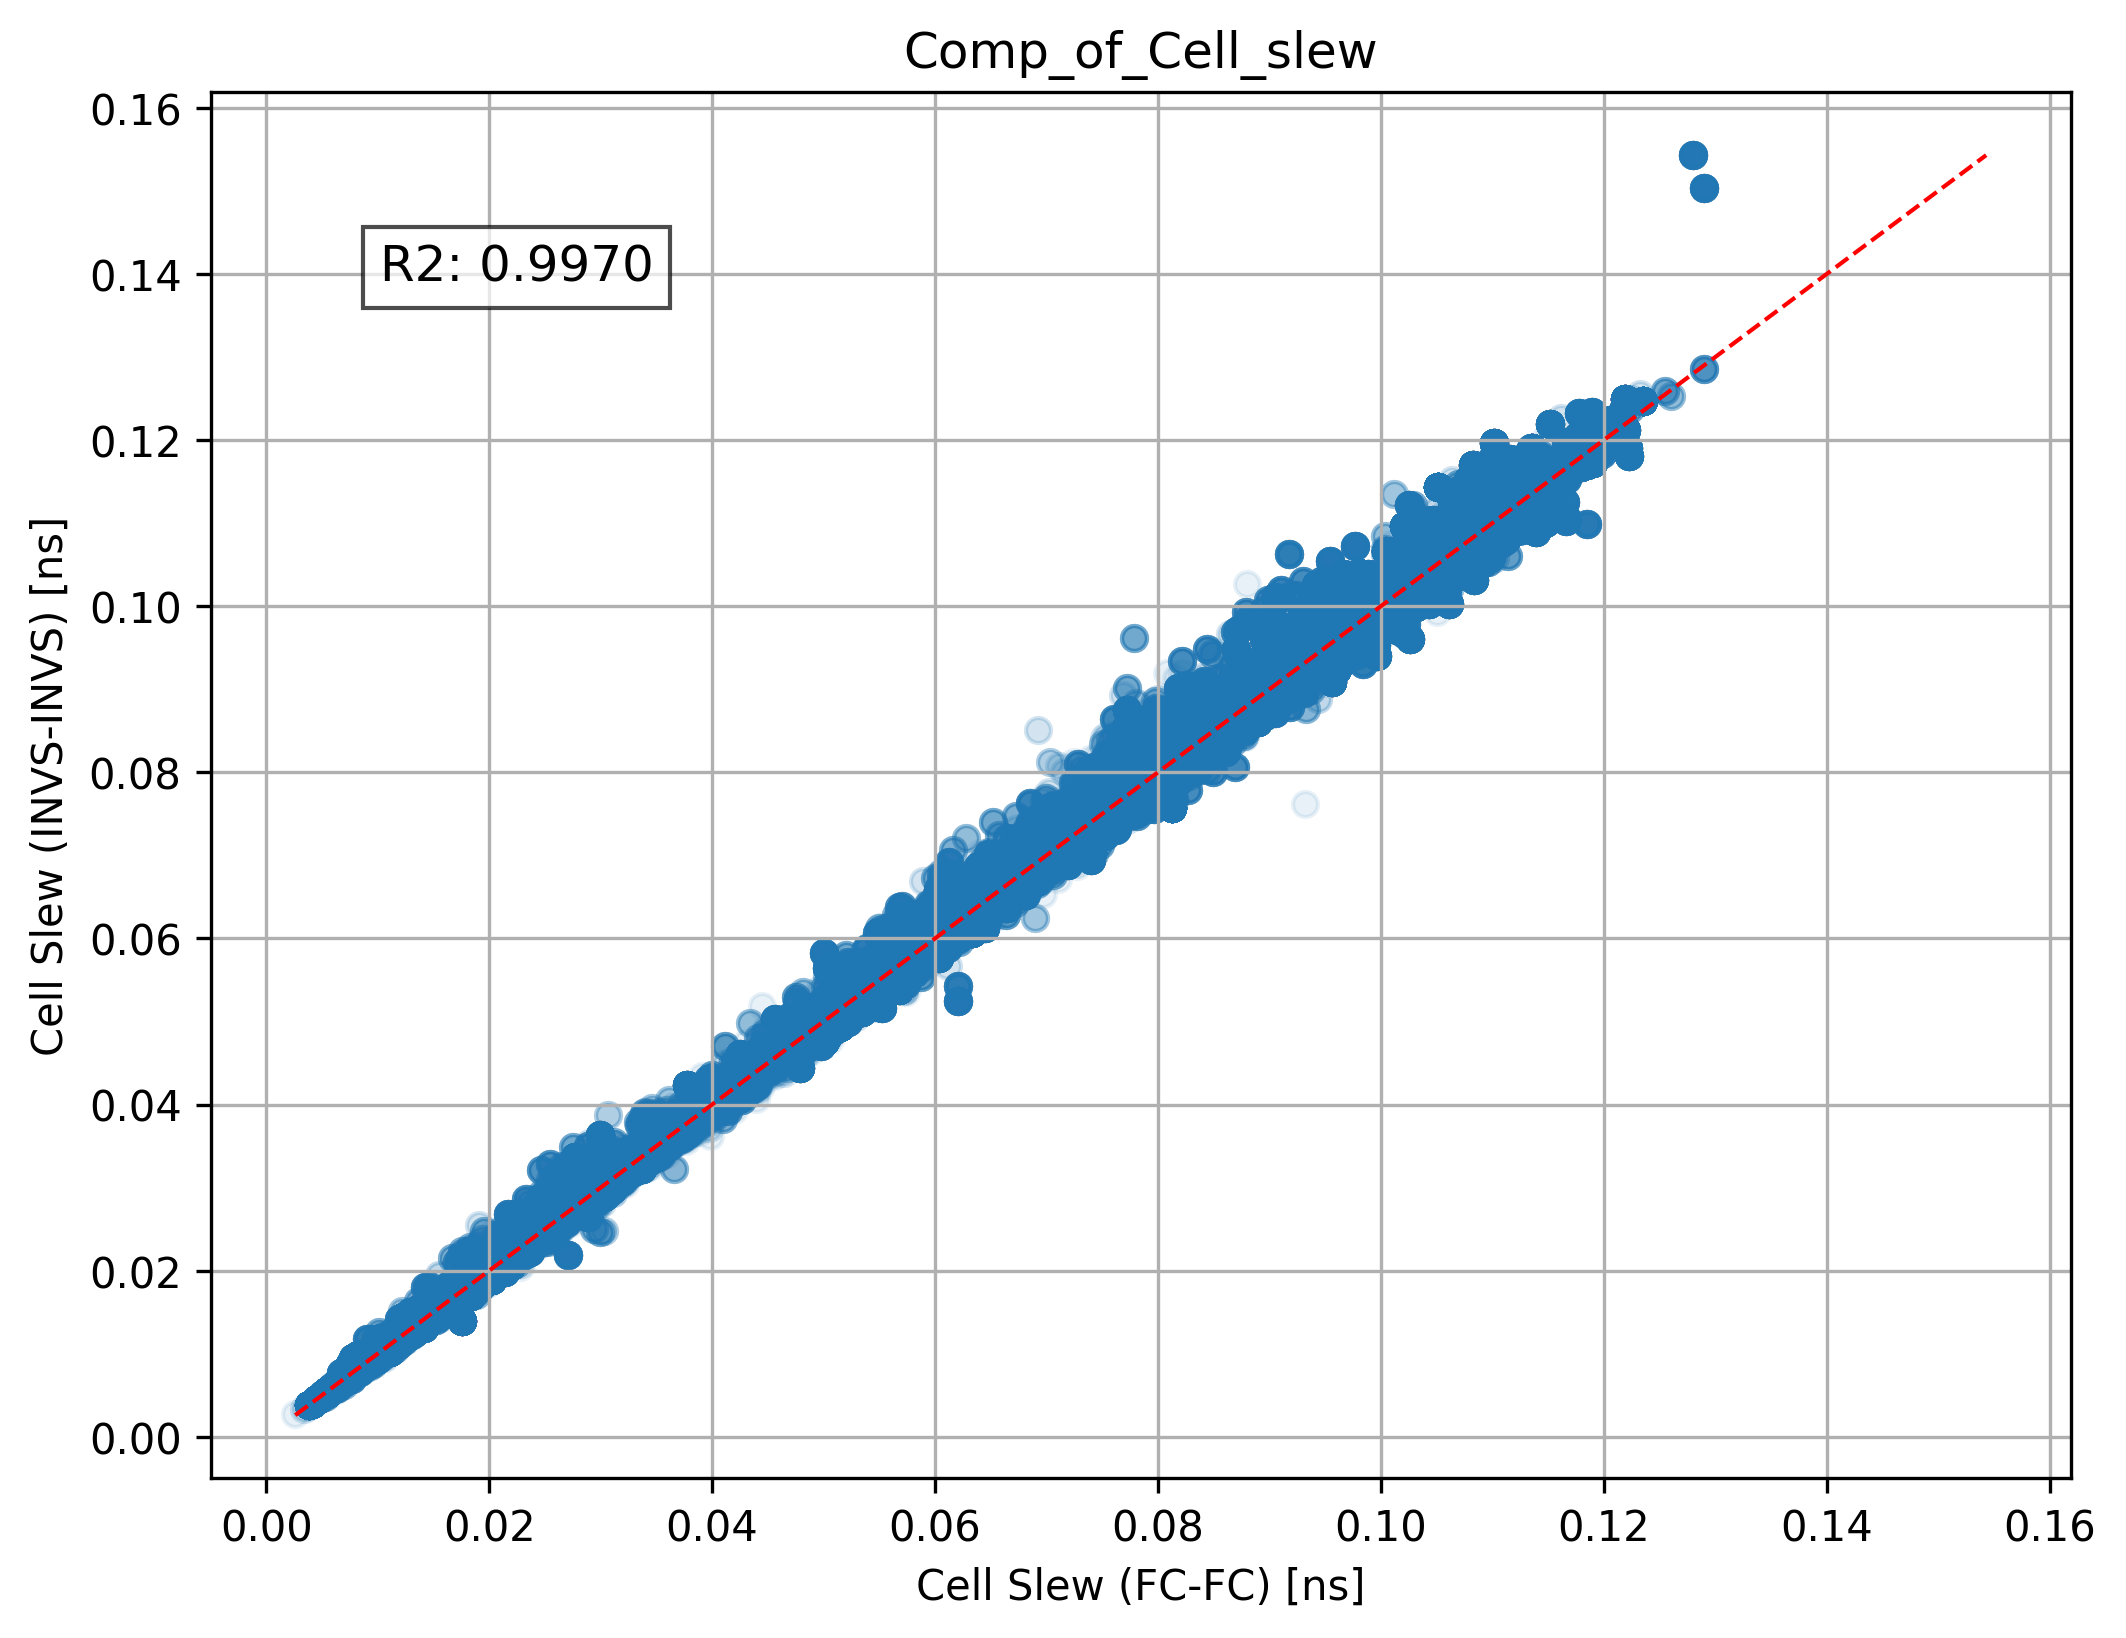 Comp_of_Cell_slew
0.16
0.14
0.12
0.10
0.08
0.06
0.04
0.02
0.00
Cell Slew (INVS-INVS) [ns]
R2: 0.9970
0.00 0.02 0.04 0.06 0.08 0.10 0.12 0.14 0.16
Cell Slew (FC-FC) [ns]